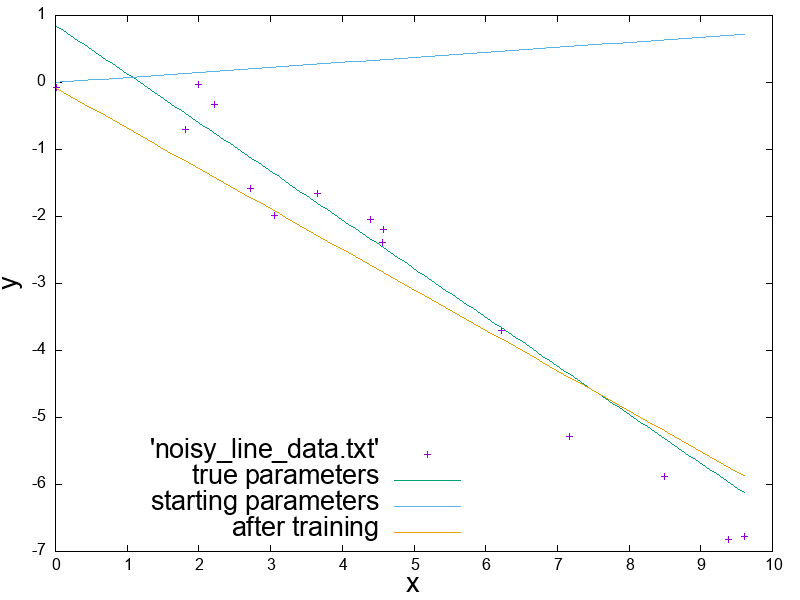 1
0
-1
-2
-3
-4
-5
-6
-7
y
'noisy_line_data.txt'
true parameters
starting parameters
after training
0 1 2 3 4 5 6 7 8 9 10
x